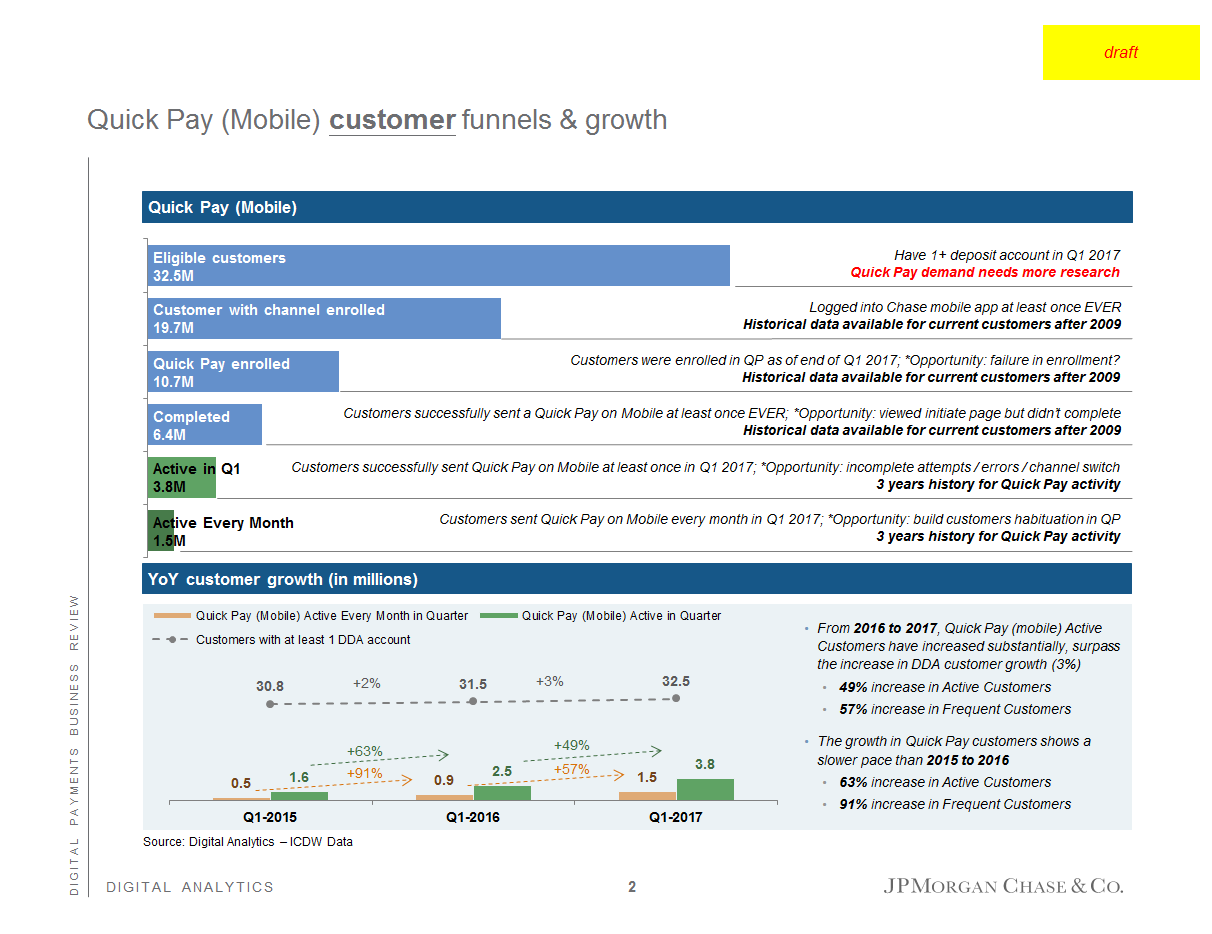 draft
Quick Pay (Mobile) customer funnels & growth
Quick Pay (Mobile)
Eligible customers
32.5M
Have 1+ deposit account in Q1 2017
Quick Pay demand needs more research
Customer with channel enrolled
19.7M
Logged into Chase mobile app at least once EVER
Historical data available for current customers after 2009
Quick Pay enrolled
10.7M
Customers were enrolled in QP as of end of Q1 2017; *Opportunity: failure in enrollment?
Historical data available for current customers after 2009
Completed
6.4M
Customers successfully sent a Quick Pay on Mobile at least once EVER; *Opportunity: viewed initiate page but didn't complete
Historical data available for current customers after 2009
Active in Q1
3.8M
Customers successfully sent Quick Pay on Mobile at least once in Q1 2017; *Opportunity: incomplete attempts / errors / channel switch
3 years history for Quick Pay activity
Active Every Month
1.5M
Customers sent Quick Pay on Mobile every month in Q1 2017; *Opportunity: build customers habituation in QP
3 years history for Quick Pay activity
YoY customer growth (in millions)
Quick Pay (Mobile) Active Every Month in Quarter
Quick Pay (Mobile) Active in Quarter
Customers with at least 1 DDA account
30.8 +2% 31.5 +3% 32.5
+63% +49%
+91% +57%
0.5 1.6 0.9 2.5 1.5 3.8
Q1-2015 Q1-2016 Q1-2017
• From 2016 to 2017, Quick Pay (mobile) Active
Customers have increased substantially, surpass
the increase in DDA customer growth (3%)
• 49% increase in Active Customers
• 57% increase in Frequent Customers
• The growth in Quick Pay customers shows a
slower pace than 2015 to 2016
• 63% increase in Active Customers
• 91% increase in Frequent Customers
Source: Digital Analytics – ICDW Data
DIGITAL PAYMENTS BUSINESS REVIEW
DIGITAL ANALYTICS
2
JPMORGAN CHASE & CO.